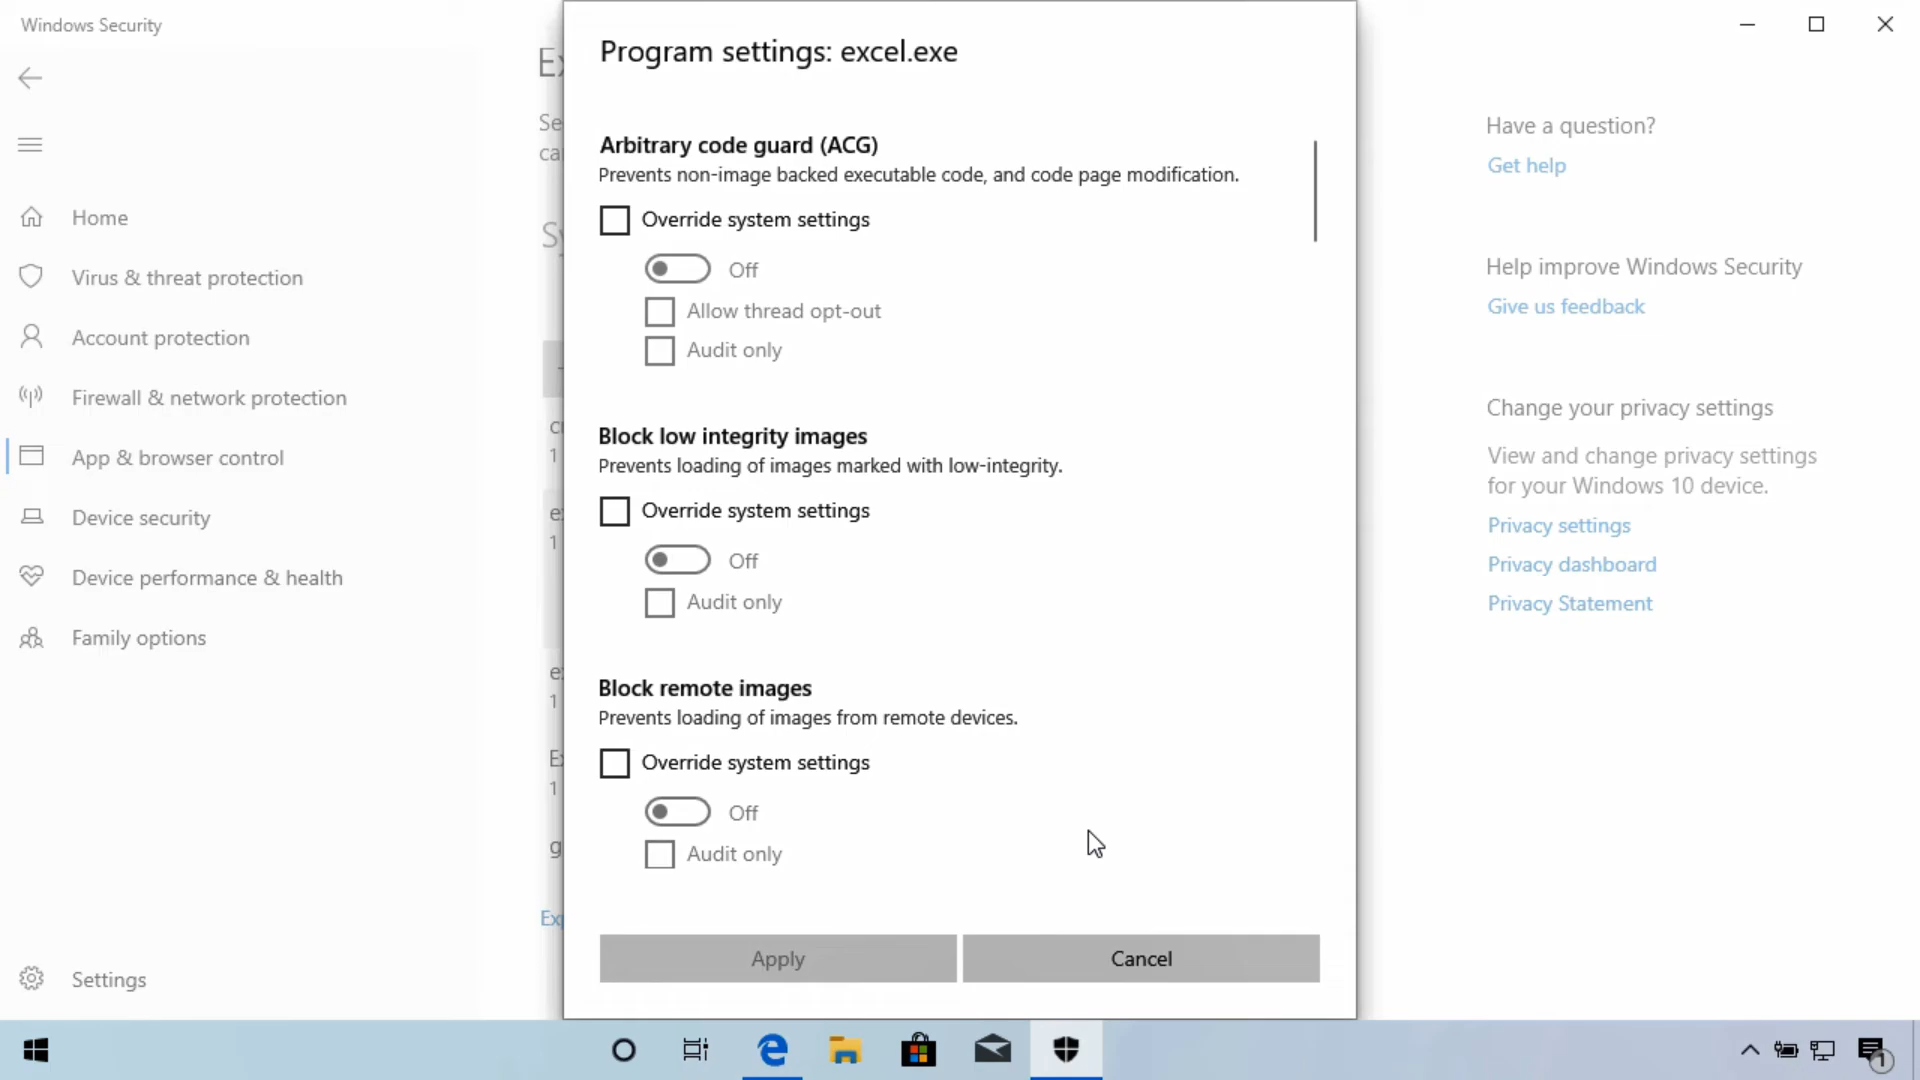 Windows Security
Home
Virus & threat protection
Account protection
Firewall & network protection
App & browser control
Device security
Device performance & health
Family options
Settings
Program settings: excel.exe
Arbitrary code guard (ACG)
Prevents non-image backed executable code, and code page modification.
Override system settings
Off
Allow thread opt-out
Audit only
Block low integrity images
Prevents loading of images marked with low-integrity.
Override system settings
Off
Audit only
Block remote images
Prevents loading of images from remote devices.
Override system settings
Off
Audit only
Apply
Cancel
Have a question?
Get help
Help improve Windows Security
Give us feedback
Change your privacy settings
View and change privacy settings
for your Windows 10 device.
Privacy settings
Privacy dashboard
Privacy Statement
1